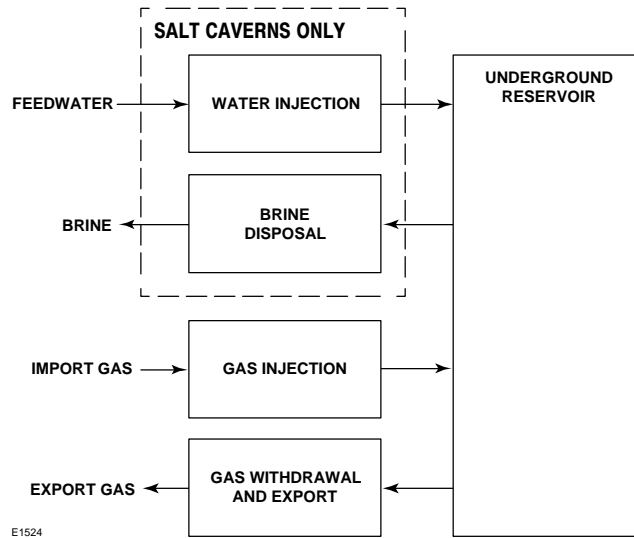 SALT CAVERNS ONLY
UNDERGROUND
RESERVOIR
FEEDWATER
WATER INJECTION
BRINE
BRINE
DISPOSAL
IMPORT GAS
GAS INJECTION
EXPORT GAS
GAS WITHDRAWAL
AND EXPORT
E1524